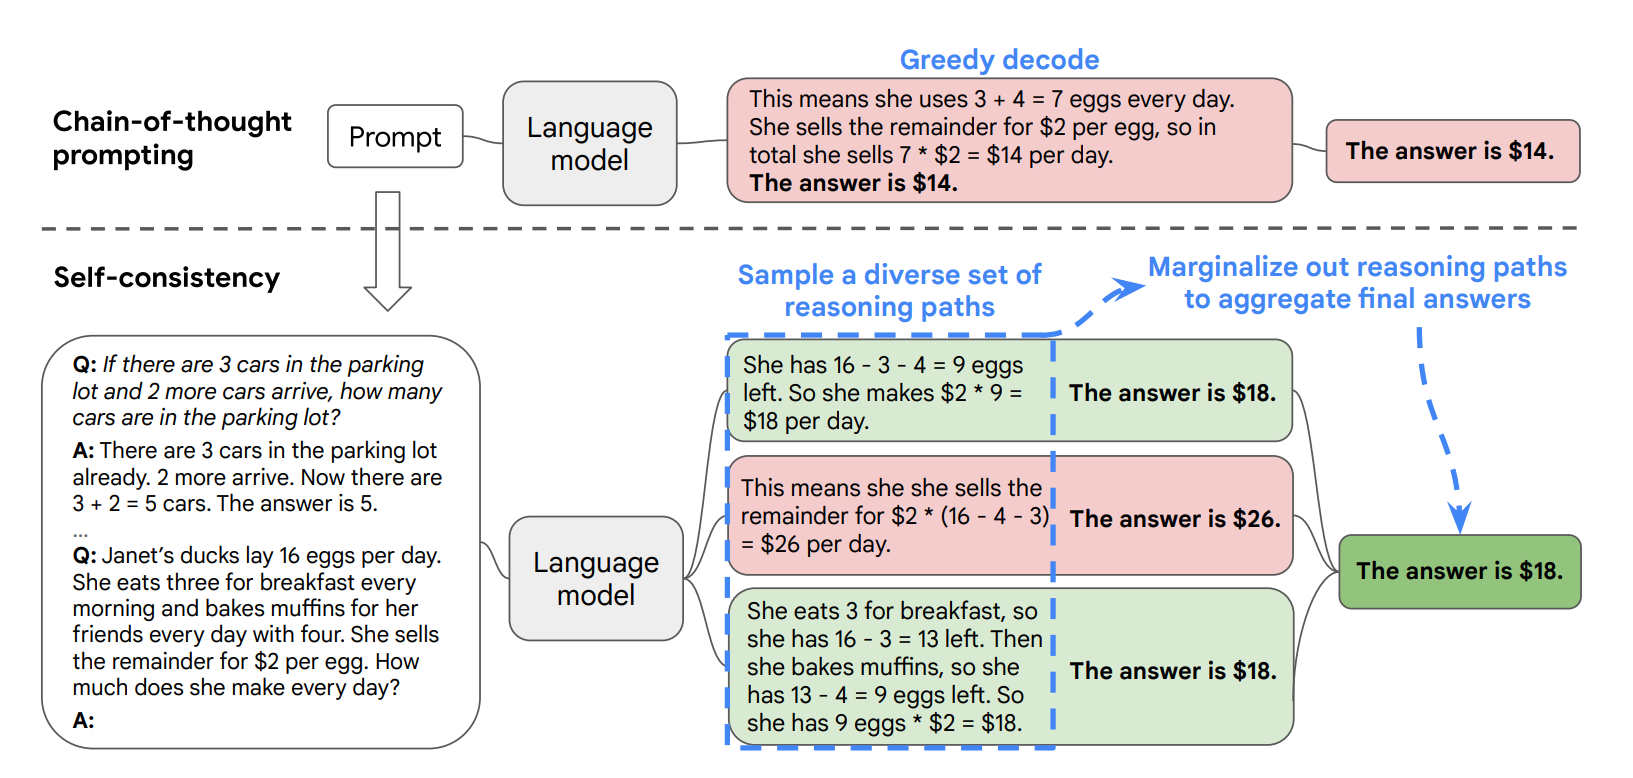 Greedy decode
Chain-of-thought
prompting
Prompt
Language
model
This means she uses 3 + 4 = 7 eggs every day.
She sells the remainder for $2 per egg, so in
total she sells 7 * $2 = $14 per day.
The answer is $14.
The answer is $14.
Self-consistency
Sample a diverse set of
reasoning paths
Marginalize out reasoning paths
to aggregate final answers
Q: If there are 3 cars in the parking
lot and 2 more cars arrive, how many
cars are in the parking lot?
A: There are 3 cars in the parking lot
already. 2 more arrive. Now there are
3 + 2 = 5 cars. The answer is 5.
...
Q: Janet’s ducks lay 16 eggs per day.
She eats three for breakfast every
morning and bakes muffins for her
friends every day with four. She sells
the remainder for $2 per egg. How
much does she make every day?
A:
Language
model
She has 16 - 3 - 4 = 9 eggs
left. So she makes $2 * 9 =
$18 per day.
The answer is $18.
This means she she sells the
remainder for $2 * (16 - 4 - 3)
= $26 per day.
The answer is $26.
She eats 3 for breakfast, so
she has 16 - 3 = 13 left. Then
she bakes muffins, so she
has 13 - 4 = 9 eggs left. So
she has 9 eggs * $2 = $18.
The answer is $18.
The answer is $18.